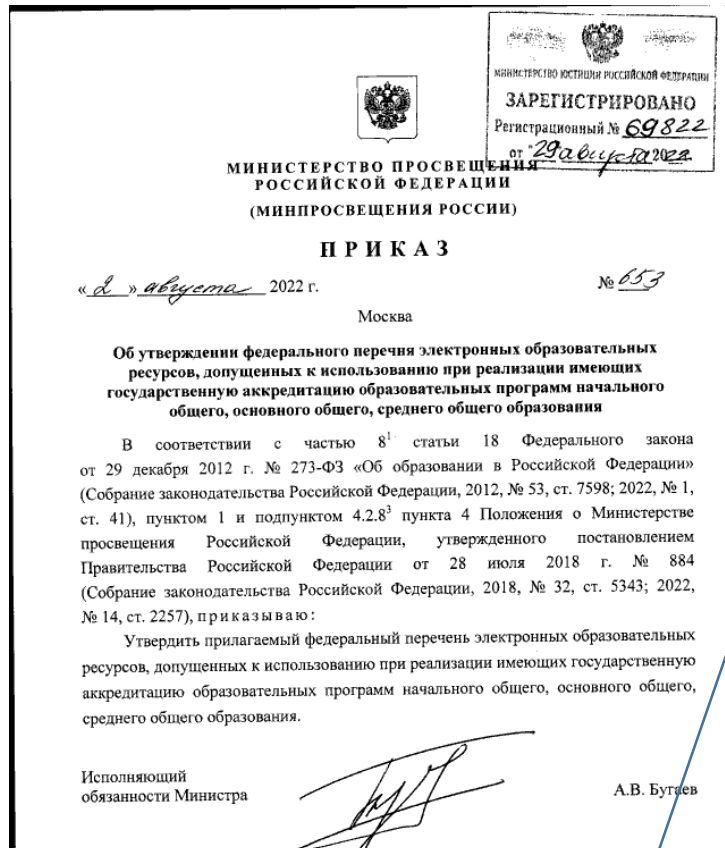 МИНИСТЕРСТВО ЮСТИЦИИ РОССИЙСКОЙ ФЕДЕРАЦИИ
ЗАРЕГИСТРИРОВАНО
Регистрационный № 69822
от "29 августа 2022
МИНИСТЕРСТВО ПРОСВЕЩЕНИЯ
РОССИЙСКОЙ ФЕДЕРАЦИИ
(МИНПРОСВЕЩЕНИЯ РОССИИ)
ПРИКАЗ
« 2 » августа 2022 г.
№ 653
Москва
Об утверждении федерального перечня электронных образовательных
ресурсов, допущенных к использованию при реализации имеющих
государственную аккредитацию образовательных программ начального
общего, основного общего, среднего общего образования
В соответствии с частью 8¹ статьи 18 Федерального закона
от 29 декабря 2012 г. № 273-ФЗ «Об образовании в Российской Федерации»
(Собрание законодательства Российской Федерации, 2012, № 53, ст. 7598; 2022, № 1,
ст. 41), пунктом 1 и подпунктом 4.2.8³ пункта 4 Положения о Министерстве
просвещения Российской Федерации, утвержденного постановлением
Правительства Российской Федерации от 28 июля 2018 г. № 884
(Собрание законодательства Российской Федерации, 2018, № 32, ст. 5343; 2022,
№ 14, ст. 2257), приказываю:
Утвердить прилагаемый федеральный перечень электронных образовательных
ресурсов, допущенных к использованию при реализации имеющих государственную
аккредитацию образовательных программ начального общего, основного общего,
среднего общего образования.
Исполняющий
обязанности Министра
А.В. Бугаев